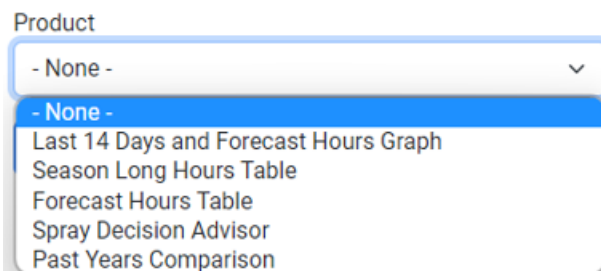 Product
- None -
- None -
Last 14 Days and Forecast Hours Graph
Season Long Hours Table
Forecast Hours Table
Spray Decision Advisor
Past Years Comparison